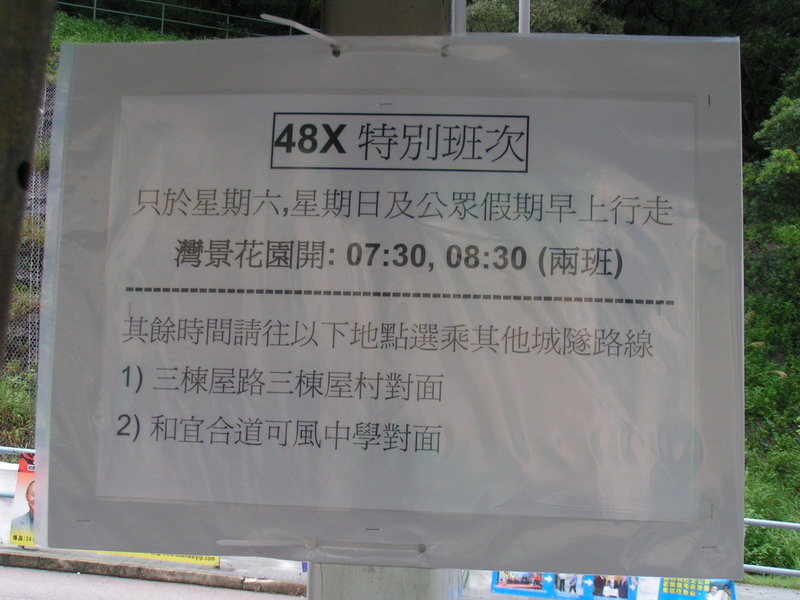 48X 特別班次
只於星期六,星期日及公眾假期早上行走
灣景花園開: 07:30, 08:30 (兩班)
其餘時間請往以下地點選乘其他城隧路線
1) 三棟屋路三棟屋村對面
2) 和宜合道可風中學對面